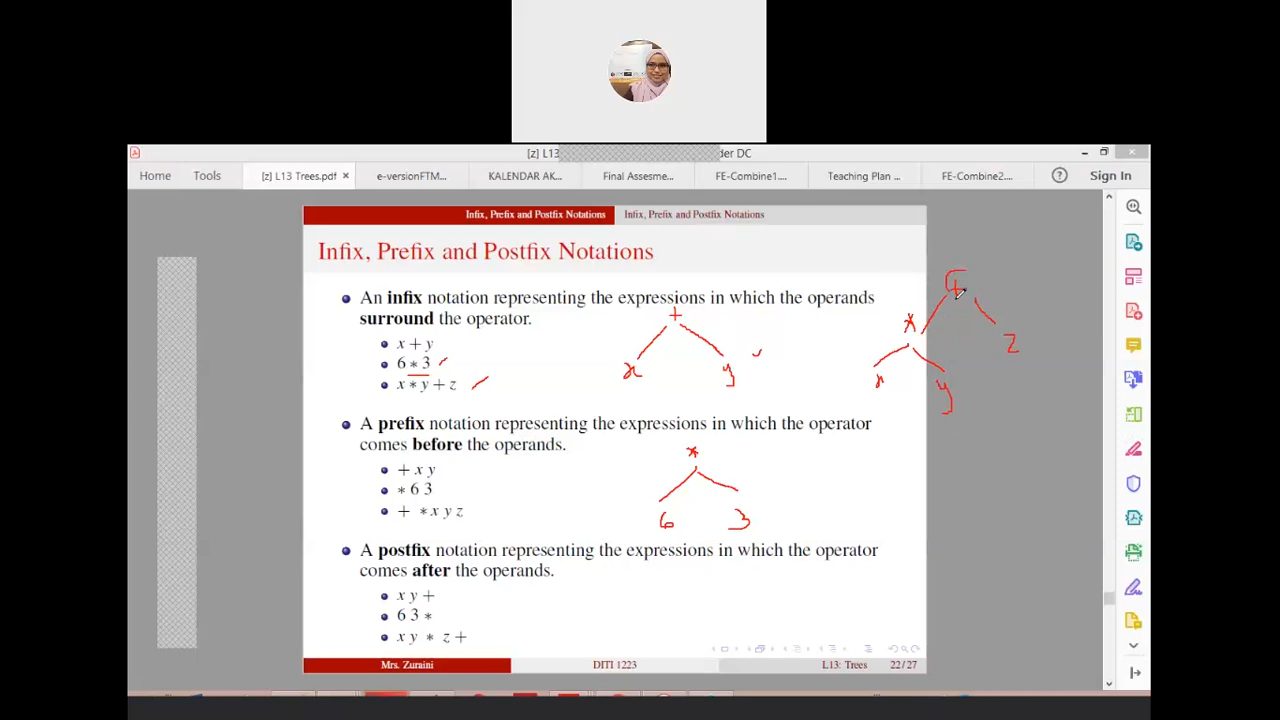 [z] L13 der DC
Home Tools [z] L13 Trees.pdf × e-versionFTM... KALENDAR AK... Final Assesme... FE-Combine1.... Teaching Plan ... FE-Combine2.... Sign In
Infix, Prefix and Postfix Notations Infix, Prefix and Postfix Notations
Infix, Prefix and Postfix Notations
An infix notation representing the expressions in which the operands
surround the operator.
x + y
6 * 3
x * y + z
+
x y
+
* z
x y
A prefix notation representing the expressions in which the operator
comes before the operands.
+ x y
* 6 3
+ * x y z
*
6 3
A postfix notation representing the expressions in which the operator
comes after the operands.
x y +
6 3 *
x y * z +
Mrs. Zuraini DITI 1223 L13: Trees 22 / 27